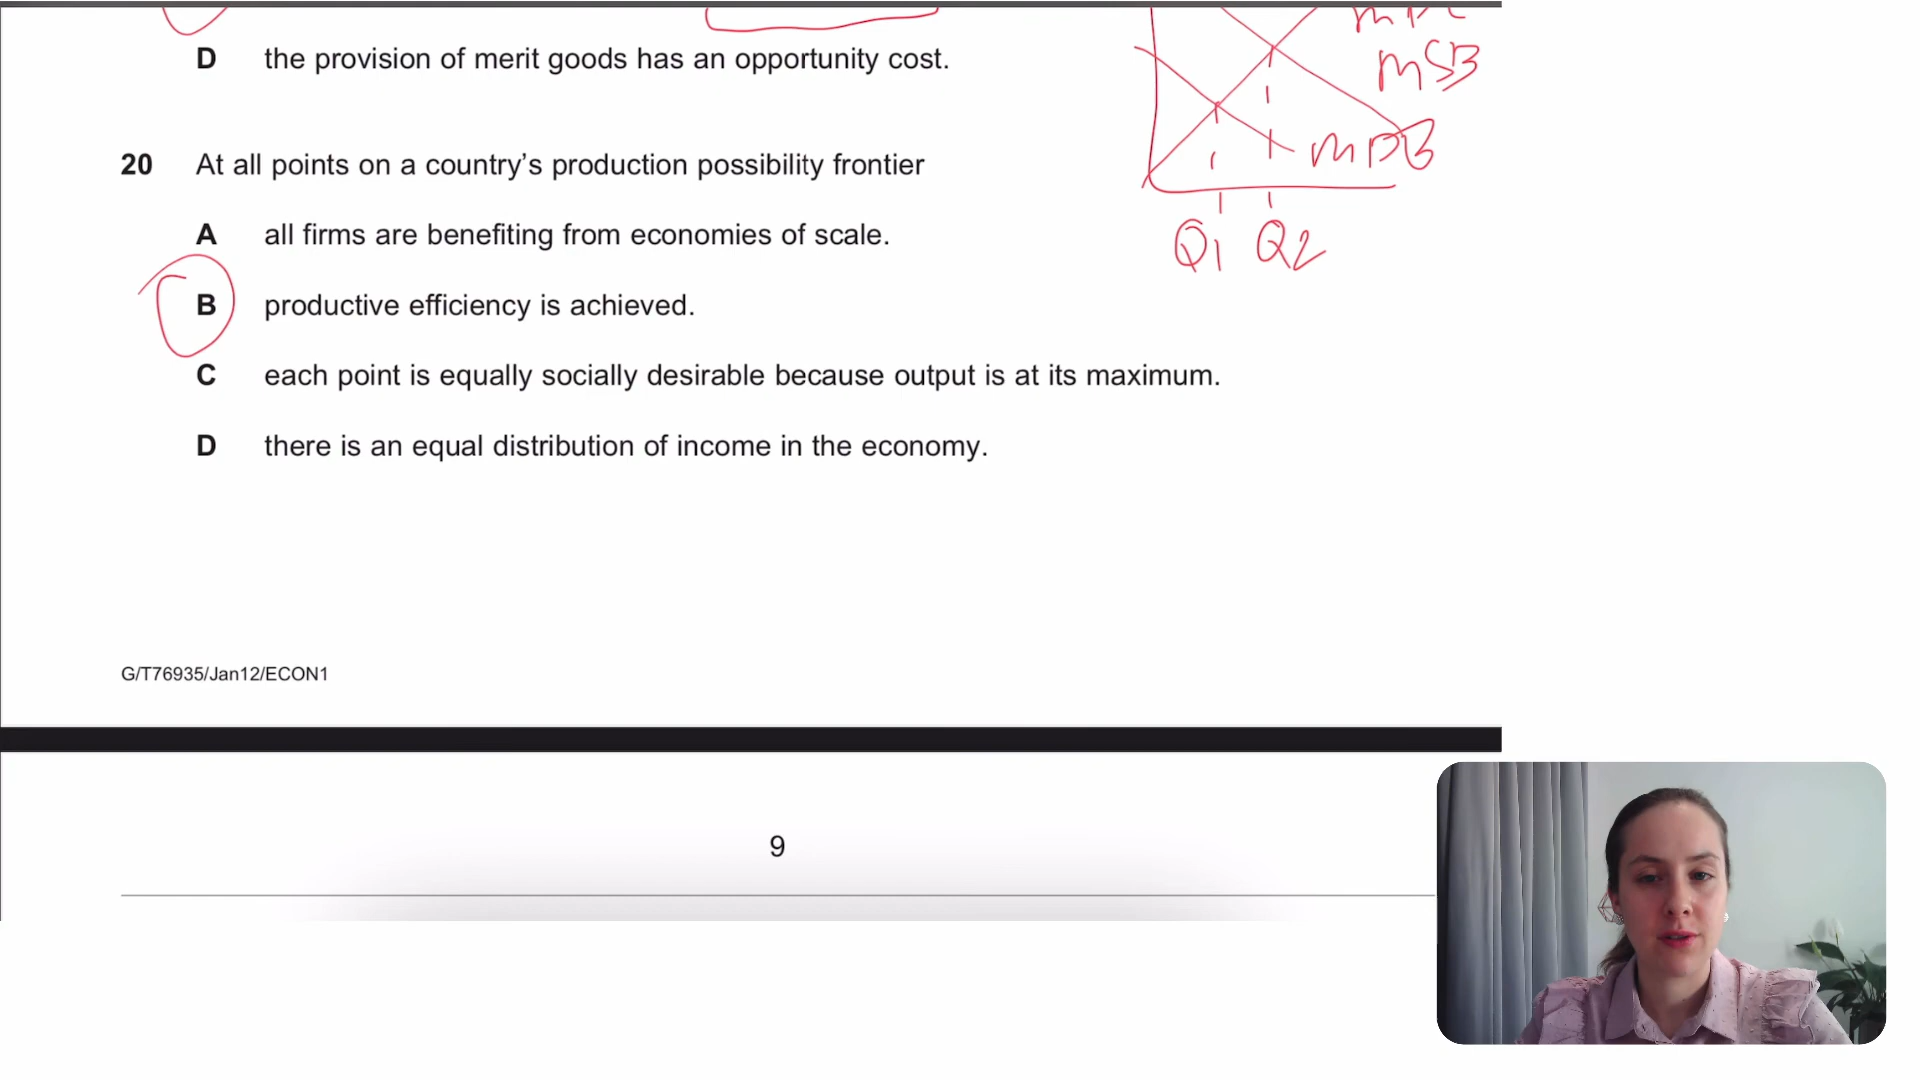 D the provision of merit goods has an opportunity cost.
MSB
MPB
20 At all points on a country’s production possibility frontier
A all firms are benefiting from economies of scale.
Q1 Q2
B productive efficiency is achieved.
C each point is equally socially desirable because output is at its maximum.
D there is an equal distribution of income in the economy.
G/T76935/Jan12/ECON1
9